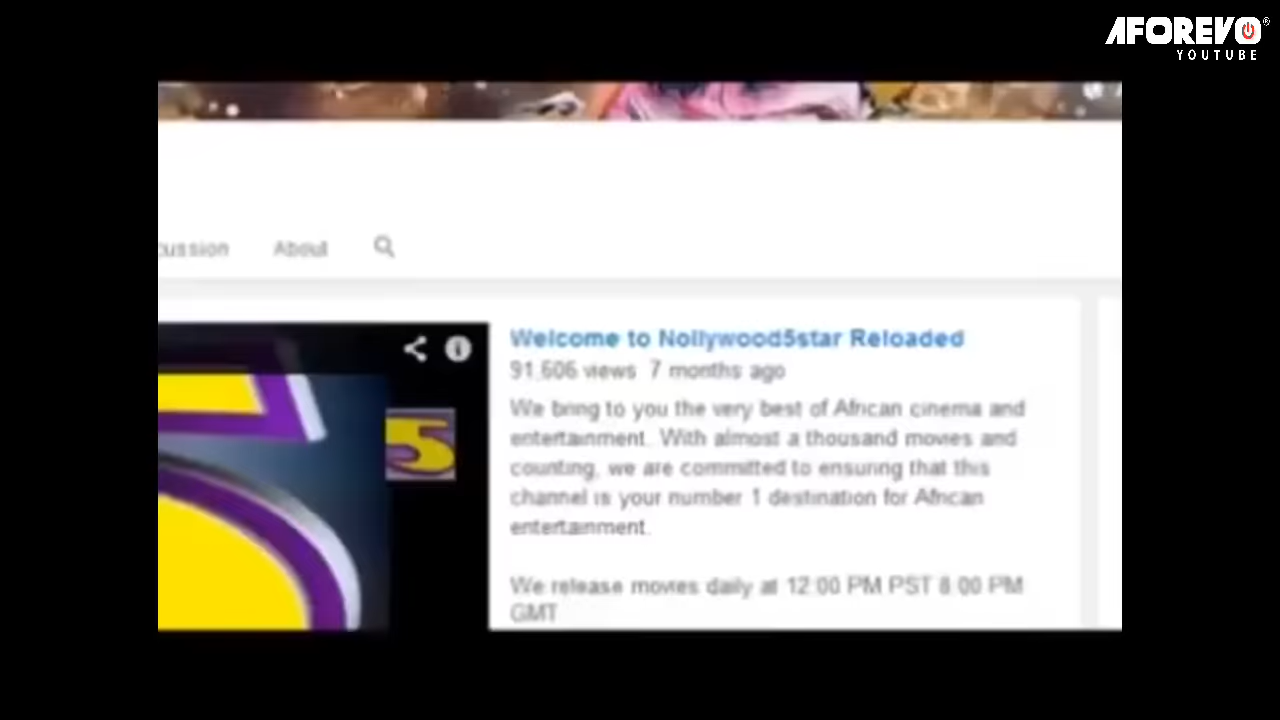 AFOREVO®
YOUTUBE
cussion About
Welcome to Nollywood5star Reloaded
91,606 views 7 months ago
We bring to you the very best of African cinema and
entertainment. With almost a thousand movies and
counting, we are committed to ensuring that this
channel is your number 1 destination for African
entertainment.
We release movies daily at 12:00 PM PST 8:00 PM
GMT
5